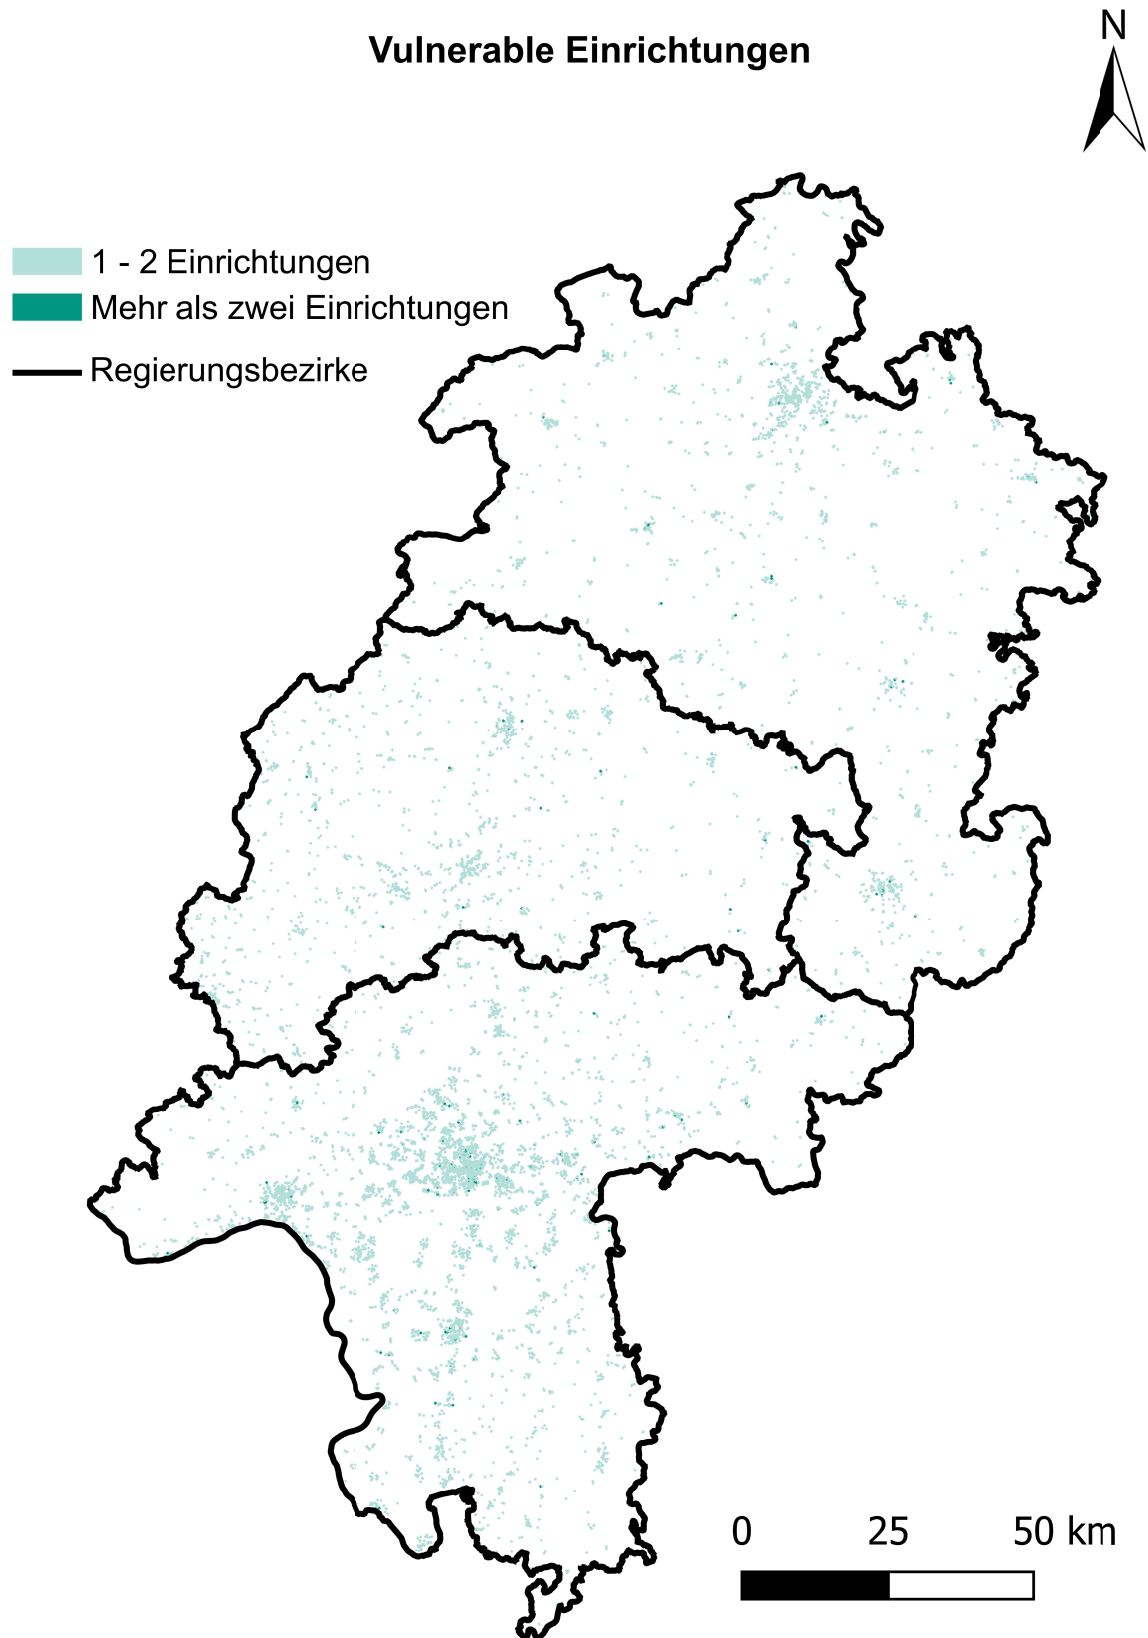 N
Vulnerable Einrichtungen
1 - 2 Einrichtungen
Mehr als zwei Einrichtungen
Regierungsbezirke
0 25 50 km